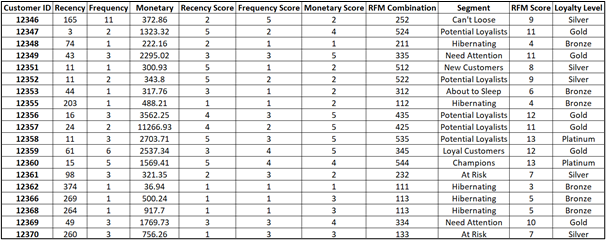 Customer ID Recency Frequency Monetary Recency Score Frequency Score Monetary Score RFM Combination Segment RFM Score Loyalty Level
12346 165 11 372.86 2 5 2 252 Can't Loose 9 Silver
12347 3 2 1323.32 5 2 4 524 Potential Loyalists 11 Gold
12348 74 1 222.16 2 1 1 211 Hibernating 4 Bronze
12349 43 3 2295.02 3 3 5 335 Need Attention 11 Gold
12351 11 1 300.93 5 1 2 512 New Customers 8 Silver
12352 11 2 343.8 5 2 2 522 Potential Loyalists 9 Silver
12353 44 1 317.76 3 1 2 312 About to Sleep 6 Bronze
12355 203 1 488.21 1 1 2 112 Hibernating 4 Bronze
12356 16 3 3562.25 4 3 5 435 Potential Loyalists 12 Gold
12357 24 2 11266.93 4 2 5 425 Potential Loyalists 11 Gold
12358 11 3 2703.71 5 3 5 535 Potential Loyalists 13 Platinum
12359 61 6 2537.34 3 4 5 345 Loyal Customers 12 Gold
12360 15 5 1569.41 5 4 4 544 Champions 13 Platinum
12361 98 3 321.35 2 3 2 232 At Risk 7 Silver
12362 374 1 36.94 1 1 1 111 Hibernating 3 Bronze
12366 269 1 500.24 1 1 3 113 Hibernating 5 Bronze
12368 264 1 917.7 1 1 3 113 Hibernating 5 Bronze
12369 49 3 1769.73 3 3 4 334 Need Attention 10 Gold
12370 260 3 756.26 1 3 3 133 At Risk 7 Silver